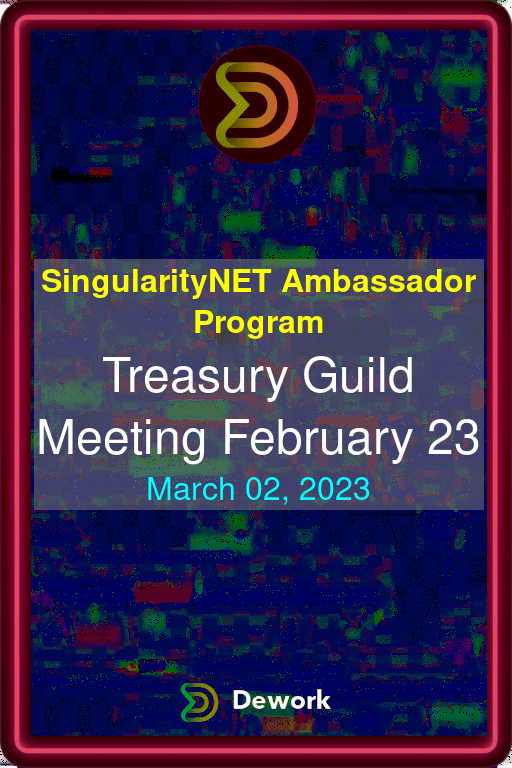 SingularityNET Ambassador
Program
Treasury Guild
Meeting February 23
March 02, 2023
Dework